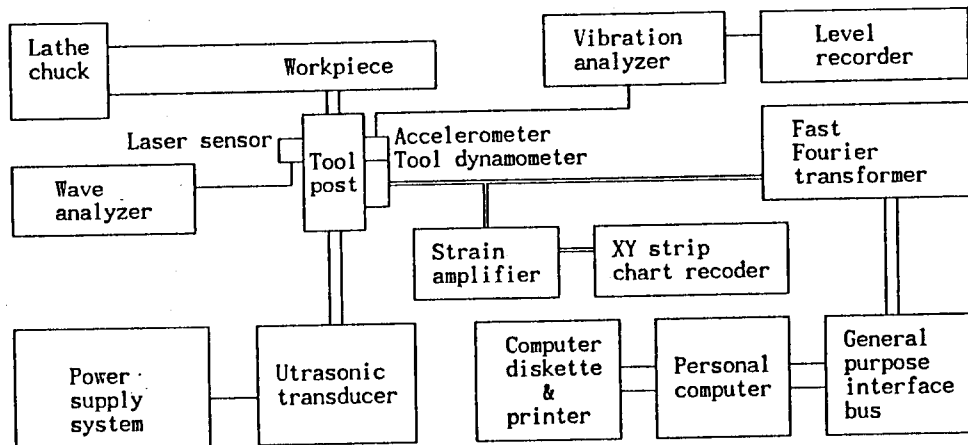 Lathe
chuck
Workpiece
Vibration
analyzer
Level
recorder
Laser sensor
Tool
post
Accelerometer
Tool dynamometer
Fast
Fourier
transformer
Wave
analyzer
Strain
amplifier
XY strip
chart recoder
Power
supply
system
Utrasonic
transducer
Computer
diskette
&
printer
Personal
computer
General
purpose
interface
bus